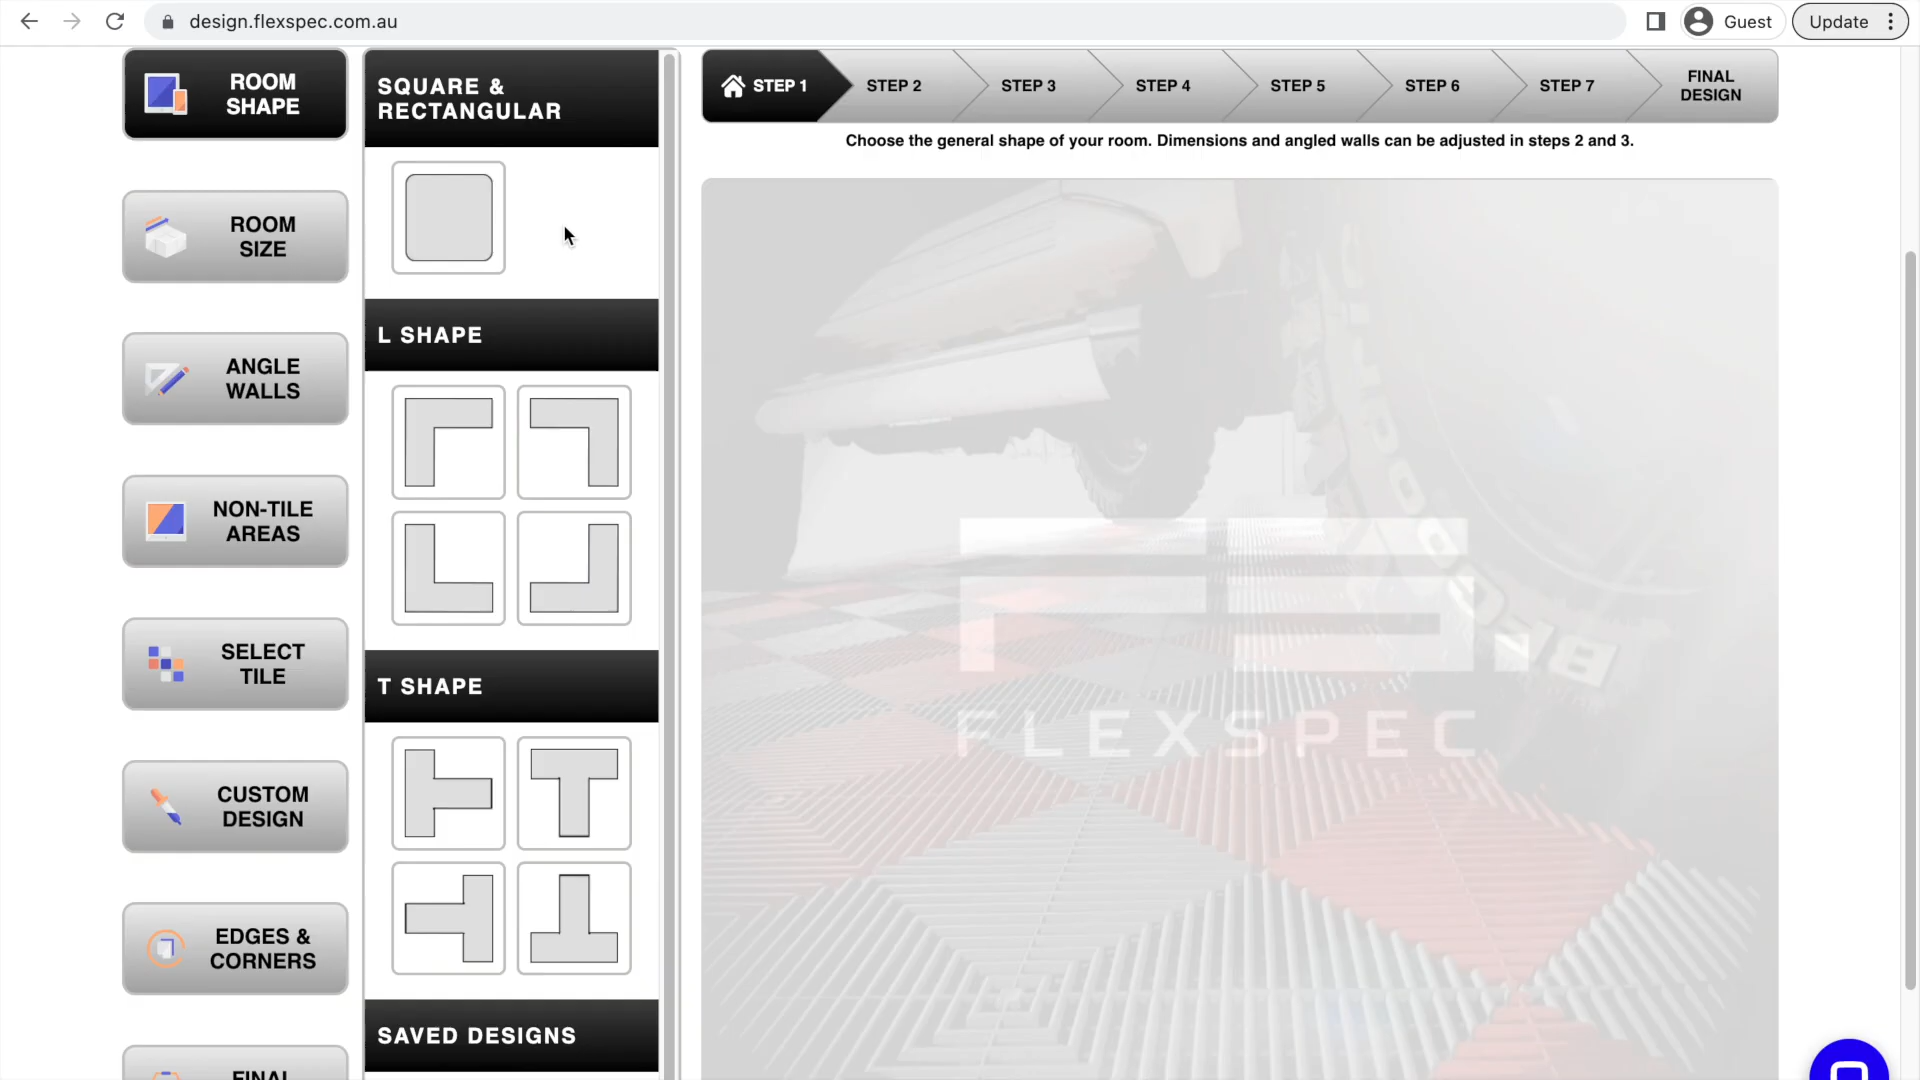 design.flexspec.com.au
Guest
Update
ROOM
SHAPE
ROOM
SIZE
ANGLE
WALLS
NON-TILE
AREAS
SELECT
TILE
CUSTOM
DESIGN
EDGES &
CORNERS
FINAL
SQUARE &
RECTANGULAR
L SHAPE
T SHAPE
SAVED DESIGNS
STEP 1
STEP 2
STEP 3
STEP 4
STEP 5
STEP 6
STEP 7
FINAL
DESIGN
Choose the general shape of your room. Dimensions and angled walls can be adjusted in steps 2 and 3.
FLEXSPEC